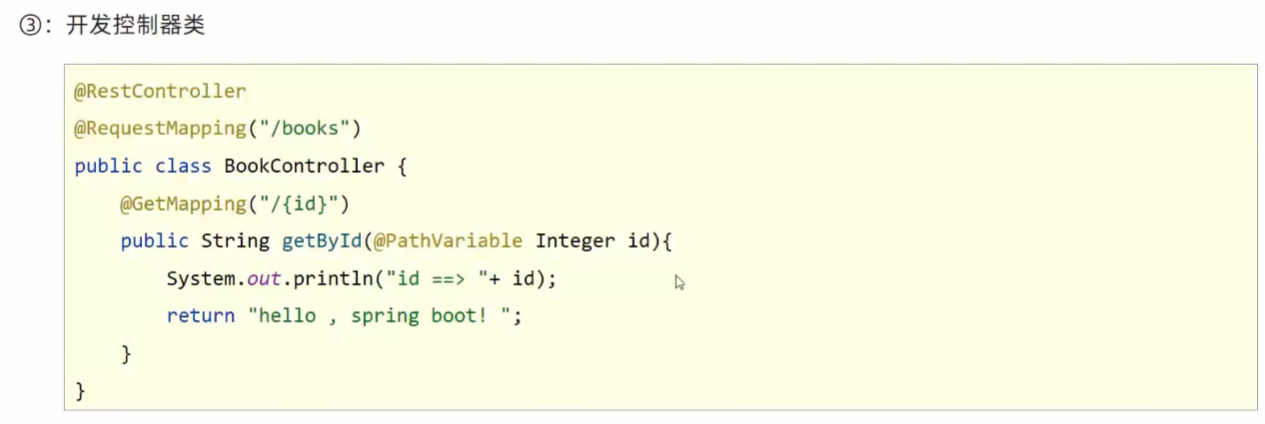 ③：开发控制器类
@RestController
@RequestMapping("/books")
public class BookController {
    @GetMapping("/{id}")
    public String getById(@PathVariable Integer id){
        System.out.println("id ==> "+ id);
        return "hello , spring boot! ";
    }
}